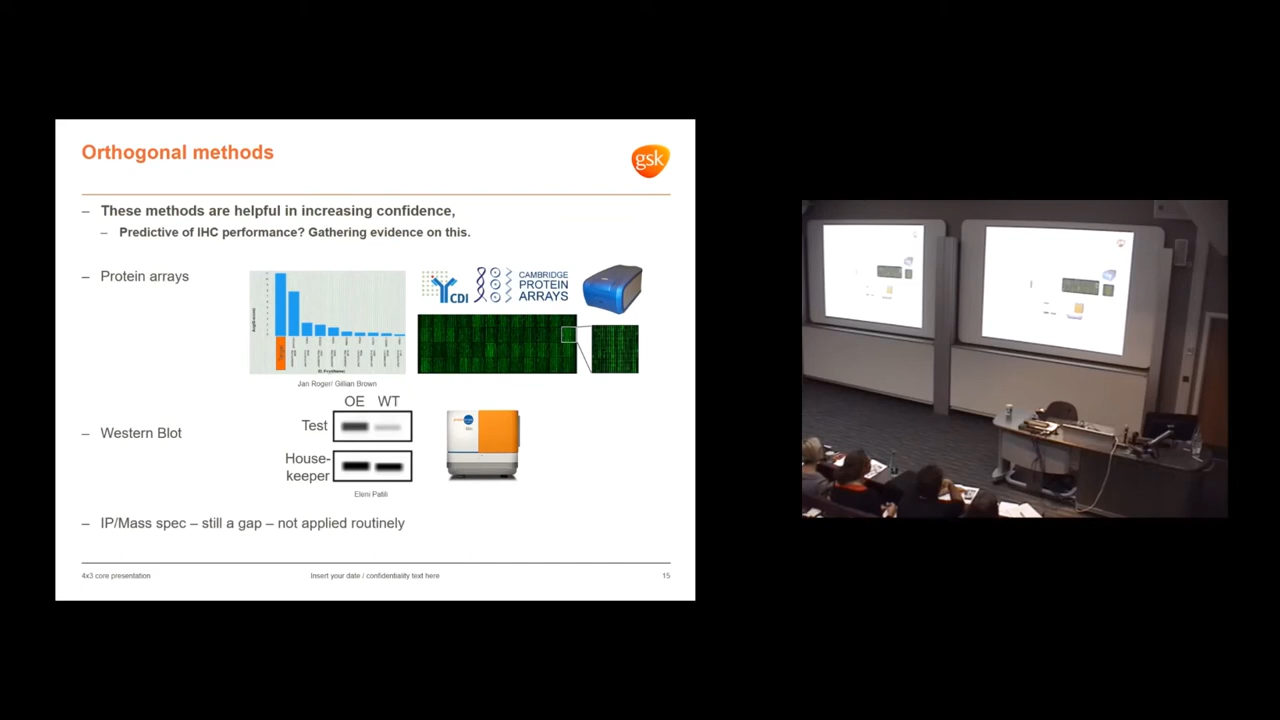 Orthogonal methods
gsk
– These methods are helpful in increasing confidence,
– Predictive of IHC performance? Gathering evidence on this.
– Protein arrays
CDI
CAMBRIDGE
PROTEIN
ARRAYS
Jan Roger/ Gillian Brown
OE WT
Test
– Western Blot
House-
keeper
Eleni Patili
– IP/Mass spec – still a gap – not applied routinely
4x3 core presentation
Insert your date / confidentiality text here
15